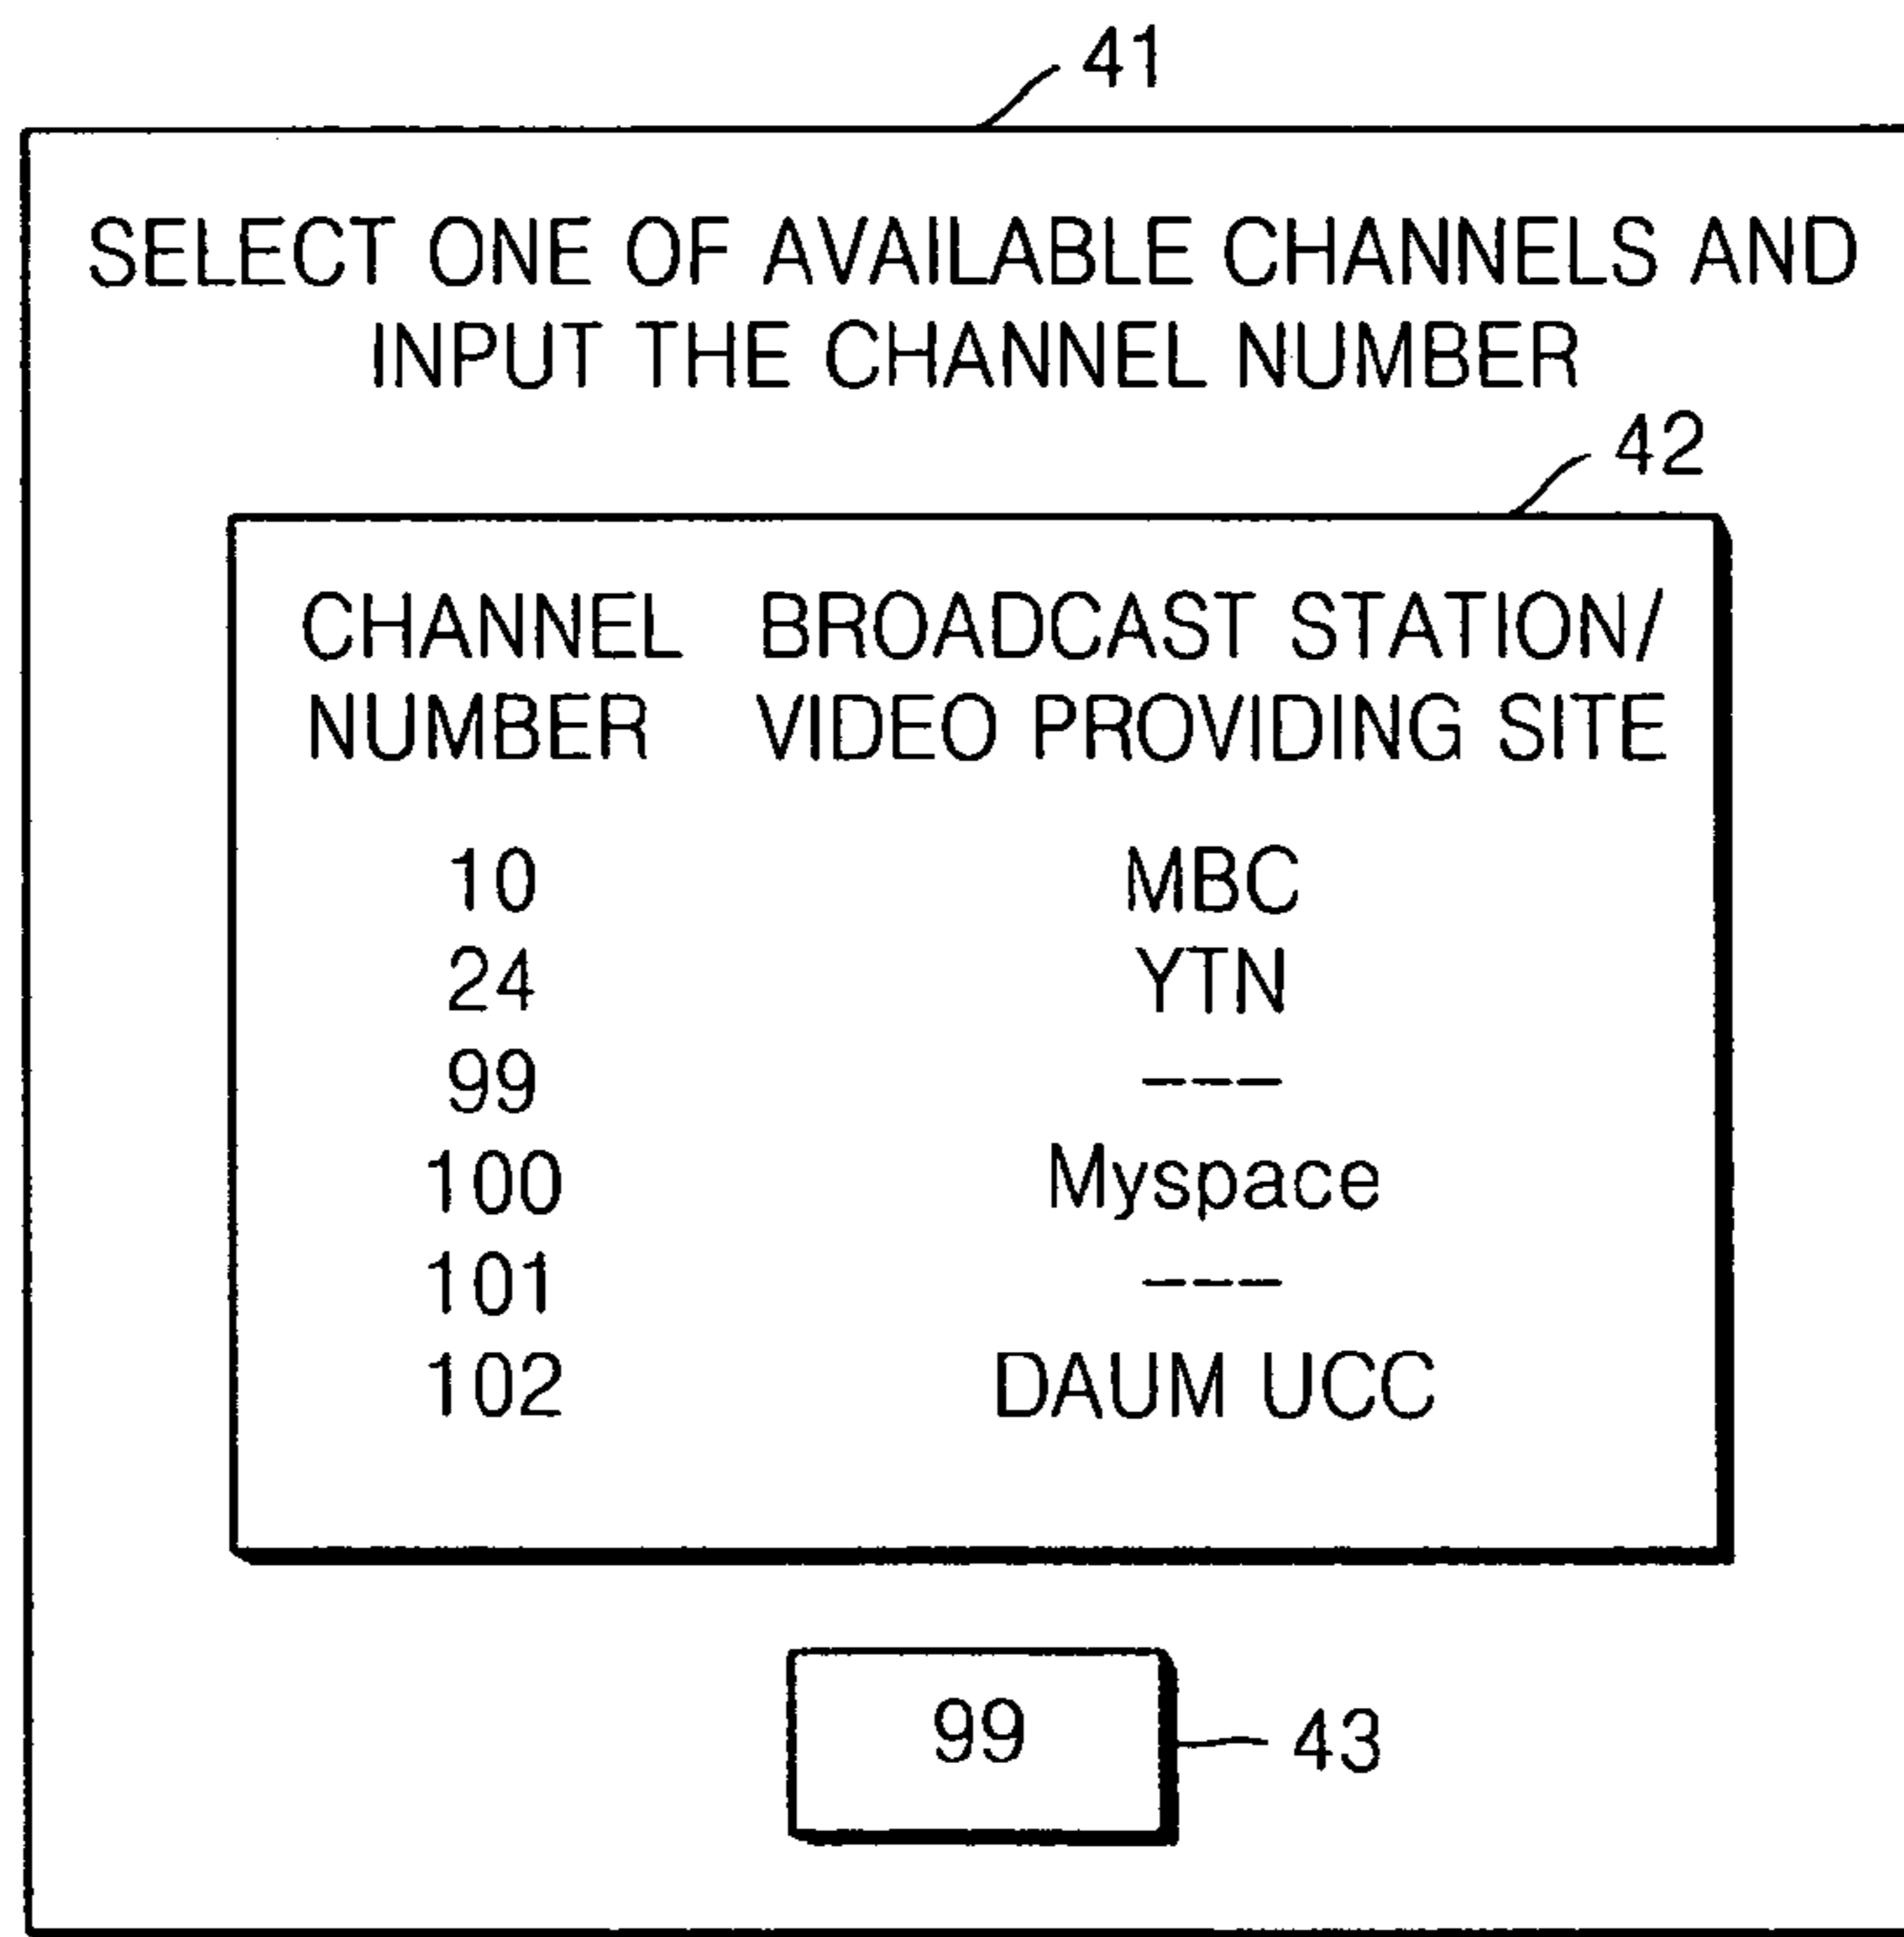 41
SELECT ONE OF AVAILABLE CHANNELS AND
INPUT THE CHANNEL NUMBER
42
CHANNEL BROADCAST STATION/
NUMBER VIDEO PROVIDING SITE
10 MBC
24 YTN
99 ---
100 Myspace
101 ---
102 DAUM UCC
99
43